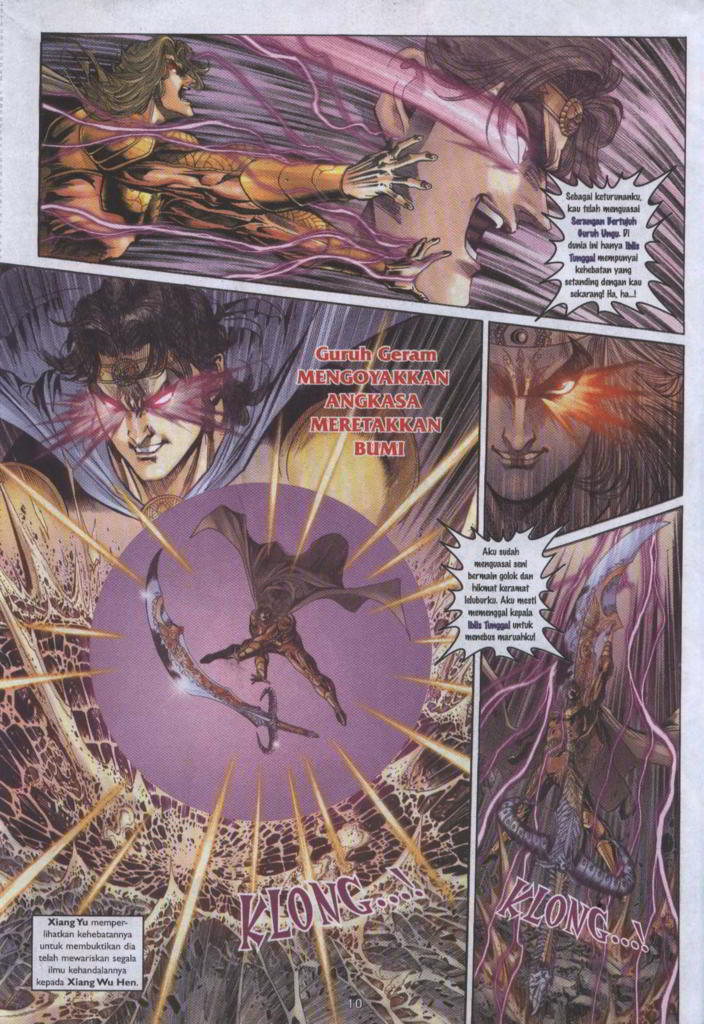 Sebagai keturunanku,
kau telah menguasai
Serangan Bertujuh
Guruh Ungu. Di
dunia ini hanya Iblis
Tunggal mempunyai
kehebatan yang
setanding dengan kau
sekarang! Ha, ha...!
Guruh Geram
MENGOYAKKAN
ANGKASA
MERETAKKAN
BUMI
Aku sudah
menguasai seni
bermain golok dan
hikmat keramat
leluhurku. Aku mesti
memenggal kepala
Iblis Tunggal untuk
menebus maruahku!
KLONG...!
KLONG...!
Xiang Yu memper-
lihatkan kehebatannya
untuk membuktikan dia
telah mewariskan segala
ilmu kehandalannya
kepada Xiang Wu Hen.
10